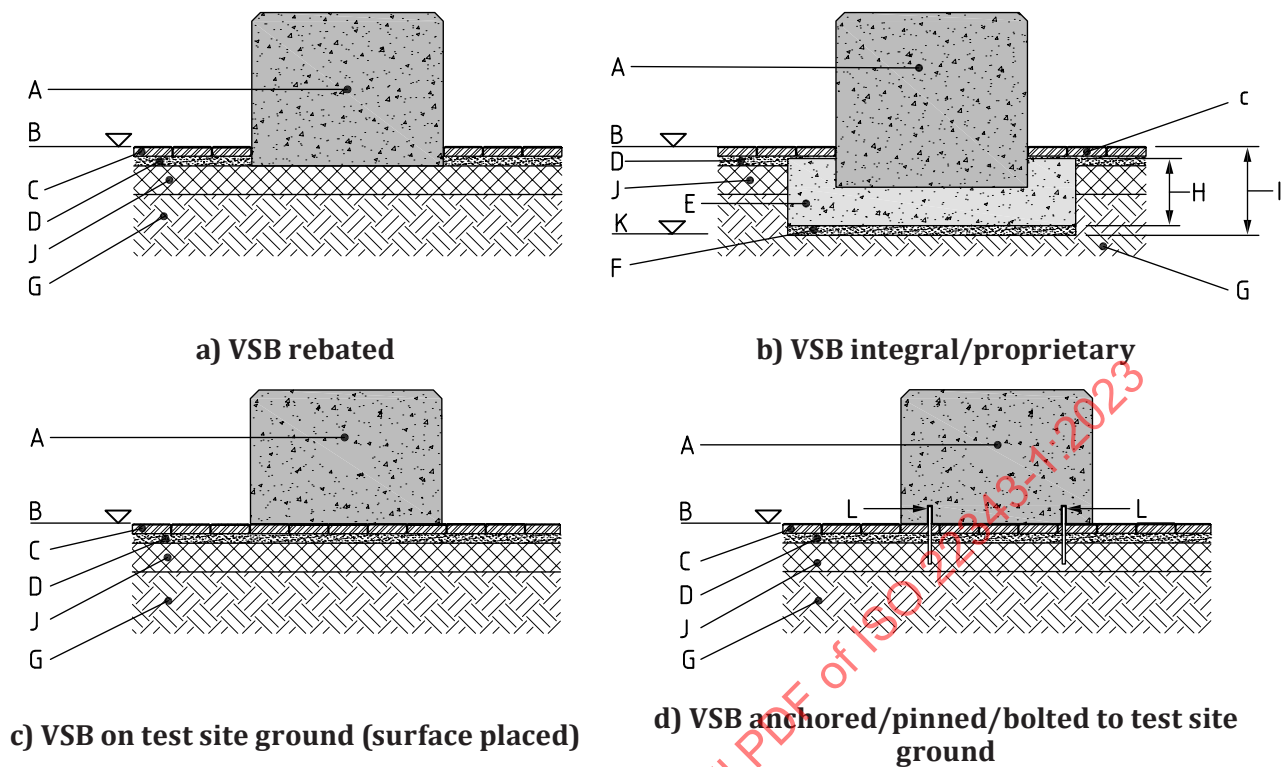 A
B
C
D
J
G
a) VSB rebated
A
B
D
J
E
K
F
c
H
I
G
b) VSB integral/proprietary
A
B
C
D
J
G
c) VSB on test site ground (surface placed)
A
B
C
D
J
G
L
L
d) VSB anchored/pinned/bolted to test site
ground
PDF of ISO 22343-1:2023